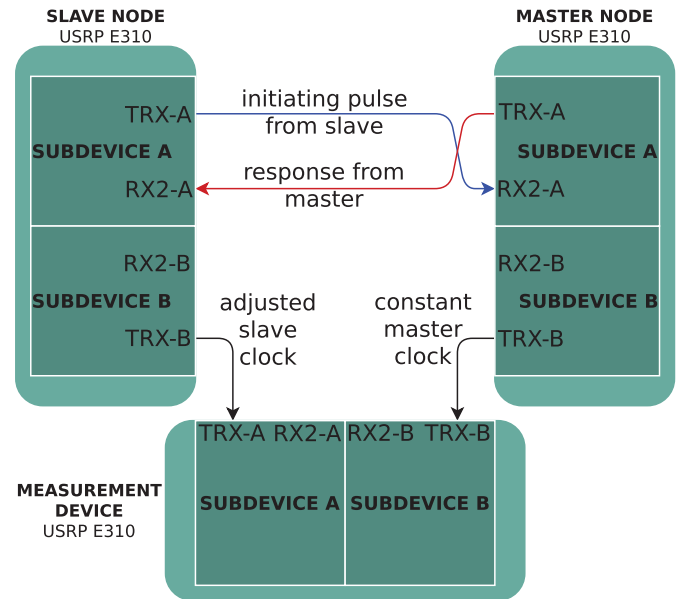 SLAVE NODE
USRP E310
MASTER NODE
USRP E310
TRX-A
SUBDEVICE A
RX2-A
RX2-B
SUBDEVICE B
TRX-B
initiating pulse
from slave
response from
master
TRX-A
SUBDEVICE A
RX2-A
RX2-B
SUBDEVICE B
TRX-B
adjusted
slave
clock
constant
master
clock
MEASUREMENT
DEVICE
USRP E310
TRX-A RX2-A RX2-B TRX-B
SUBDEVICE A SUBDEVICE B